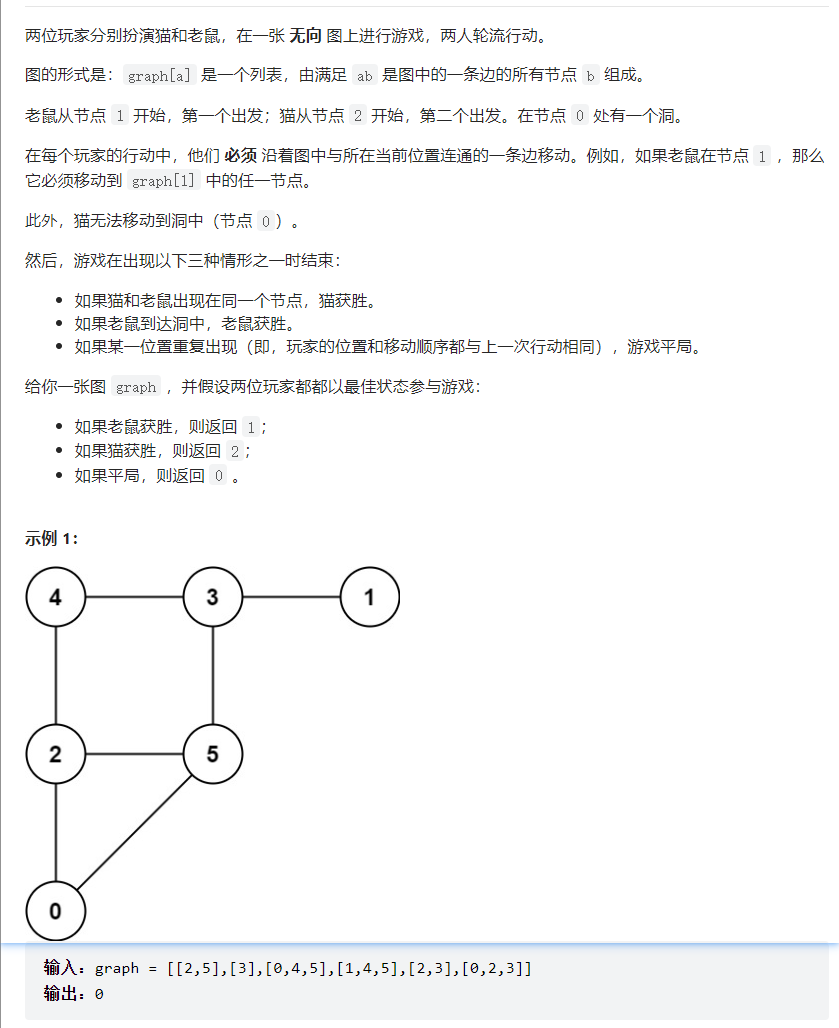 两位玩家分别扮演猫和老鼠，在一张 无向 图上进行游戏，两人轮流行动。
图的形式是：graph[a] 是一个列表，由满足 ab 是图中的一条边的所有节点 b 组成。
老鼠从节点 1 开始，第一个出发；猫从节点 2 开始，第二个出发。在节点 0 处有一个洞。
在每个玩家的行动中，他们 必须 沿着图中与所在当前位置连通的一条边移动。例如，如果老鼠在节点 1 ，那么
它必须移动到 graph[1] 中的任一节点。
此外，猫无法移动到洞中（节点 0）。
然后，游戏在出现以下三种情形之一时结束：
• 如果猫和老鼠出现在同一个节点，猫获胜。
• 如果老鼠到达洞中，老鼠获胜。
• 如果某一位置重复出现（即，玩家的位置和移动顺序都与上一次行动相同），游戏平局。
给你一张图 graph ，并假设两位玩家都都以最佳状态参与游戏：
• 如果老鼠获胜，则返回 1；
• 如果猫获胜，则返回 2；
• 如果平局，则返回 0 。
示例 1：
4 3 1
2 5
0
输入：graph = [[2,5],[3],[0,4,5],[1,4,5],[2,3],[0,2,3]]
输出：0